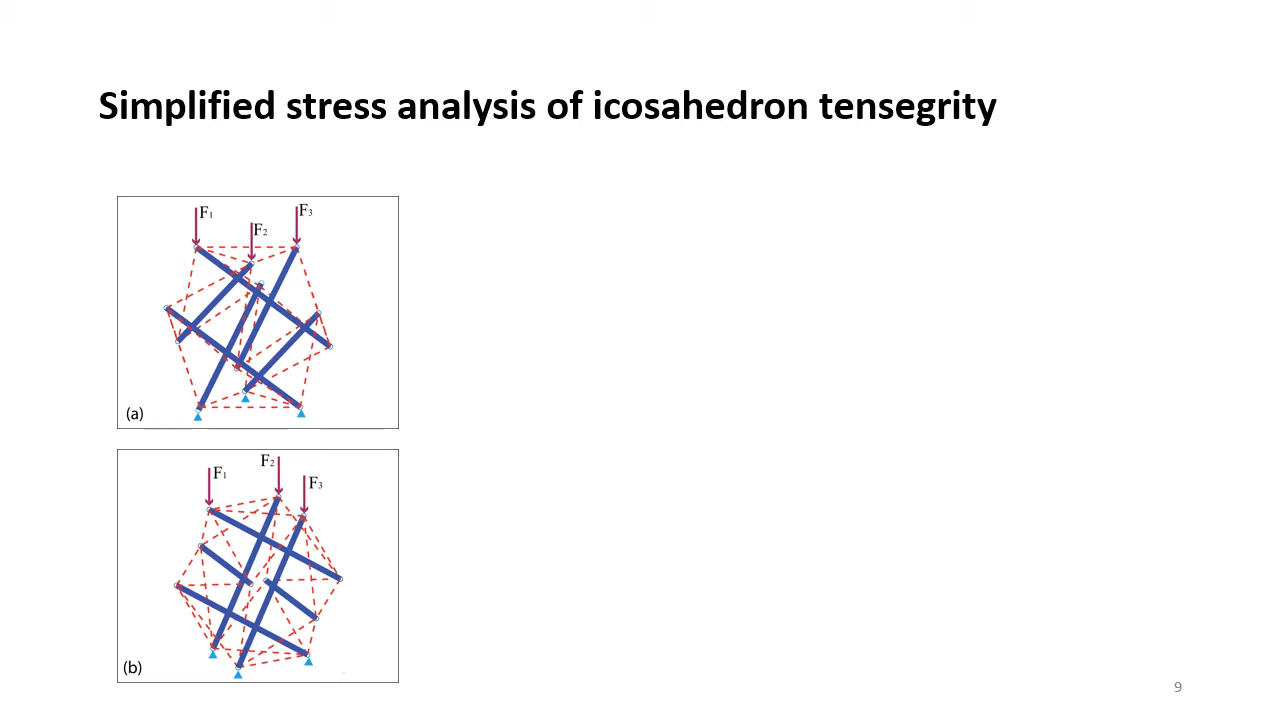 Simplified stress analysis of icosahedron tensegrity
F1
F2
F3
(a)
F1
F2
F3
(b)
9